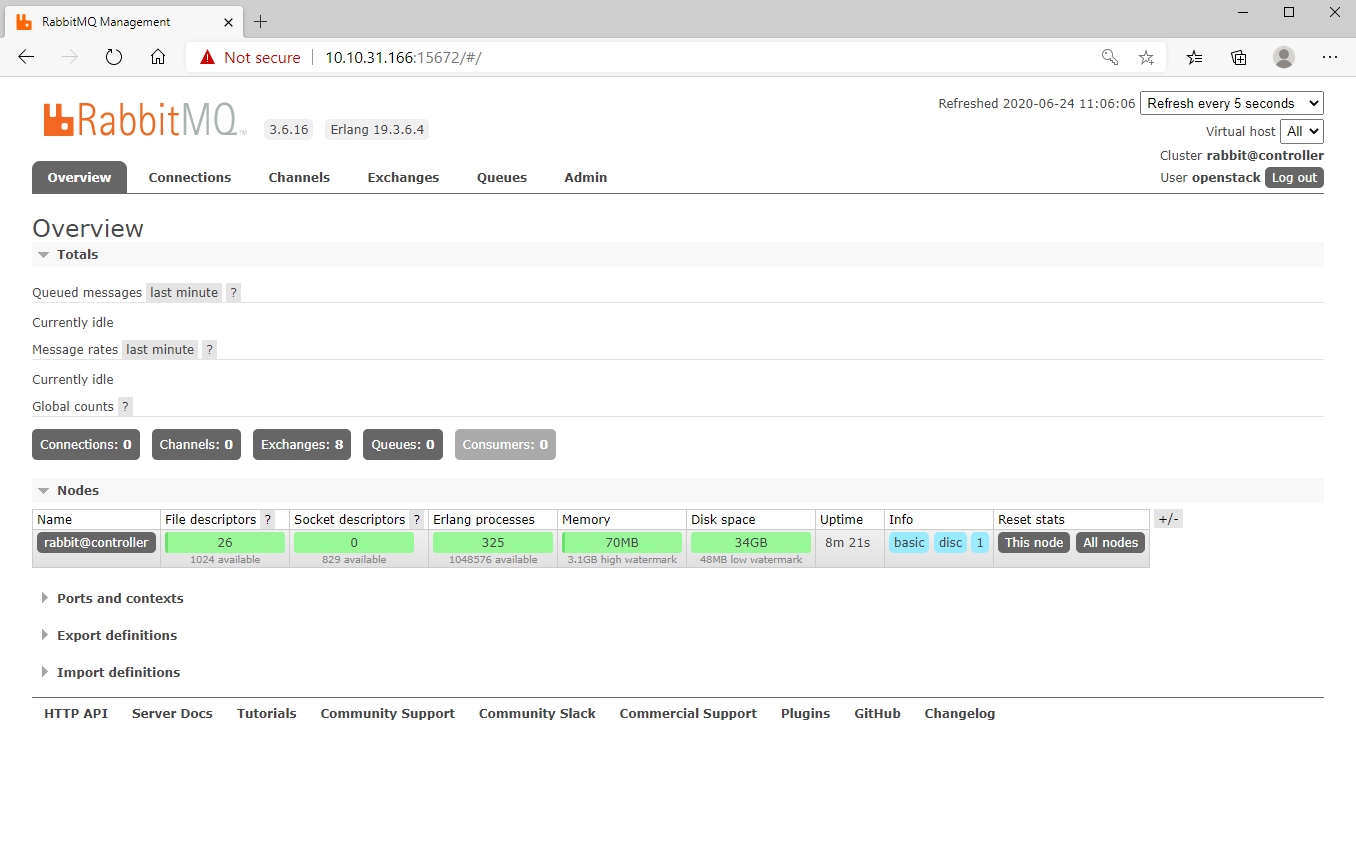 RabbitMQ Management
Not secure 10.10.31.166:15672/#/
RabbitMQ TM 3.6.16 Erlang 19.3.6.4
Refreshed 2020-06-24 11:06:06 Refresh every 5 seconds
Virtual host All
Cluster rabbit@controller
User openstack Log out
Overview Connections Channels Exchanges Queues Admin
Overview
Totals
Queued messages last minute ?
Currently idle
Message rates last minute ?
Currently idle
Global counts ?
Connections: 0 Channels: 0 Exchanges: 8 Queues: 0 Consumers: 0
Nodes
Name File descriptors ? Socket descriptors ? Erlang processes Memory Disk space Uptime Info Reset stats +/-
rabbit@controller 26 0 325 70MB 34GB 8m 21s basic disc 1 This node All nodes
1024 available 829 available 1048576 available 3.1GB high watermark 48MB low watermark
Ports and contexts
Export definitions
Import definitions
HTTP API Server Docs Tutorials Community Support Community Slack Commercial Support Plugins GitHub Changelog